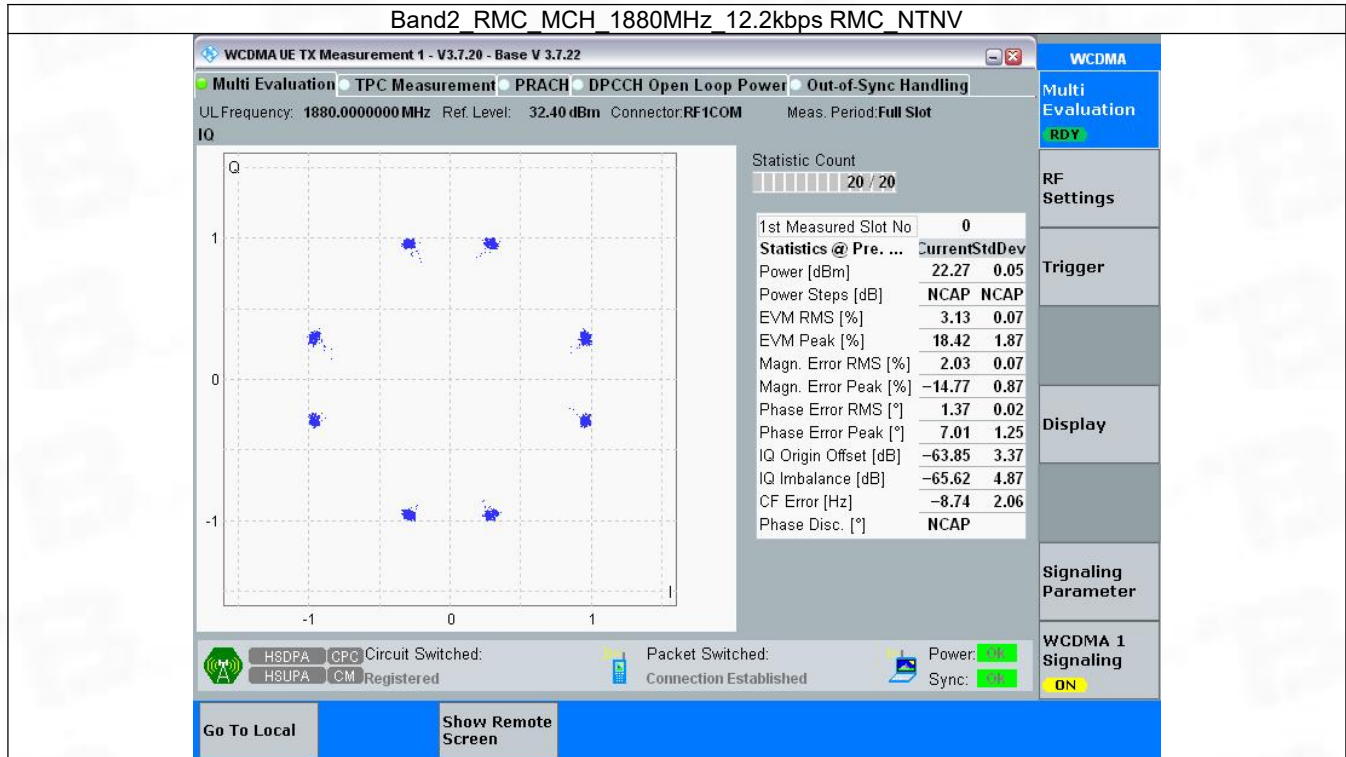 Band2_RMC_MCH_1880MHz_12.2kbps RMC_NTNV
WCDMA UE TX Measurement 1 - V3.7.20 - Base V 3.7.22
WCDMA
Multi Evaluation TPC Measurement PRACH DPCCH Open Loop Power Out-of-Sync Handling
UL Frequency: 1880.0000000 MHz Ref. Level: 32.40 dBm Connector:RF1COM Meas. Period:Full Slot
IQ
Q
1
0
-1
-1 0 1
I
Statistic Count
20 / 20
1st Measured Slot No 0
Statistics @ Pre. ... Current StdDev
Power [dBm] 22.27 0.05
Power Steps [dB] NCAP NCAP
EVM RMS [%] 3.13 0.07
EVM Peak [%] 18.42 1.87
Magn. Error RMS [%] 2.03 0.07
Magn. Error Peak [%] −14.77 0.87
Phase Error RMS [°] 1.37 0.02
Phase Error Peak [°] 7.01 1.25
IQ Origin Offset [dB] −63.85 3.37
IQ Imbalance [dB] −65.62 4.87
CF Error [Hz] −8.74 2.06
Phase Disc. [°] NCAP
Multi
Evaluation
RDY
RF
Settings
Trigger
Display
Signaling
Parameter
WCDMA 1
Signaling
ON
HSDPA CPC Circuit Switched: Packet Switched: Power: OK
HSUPA CM Registered Connection Established Sync: OK
Go To Local
Show Remote
Screen